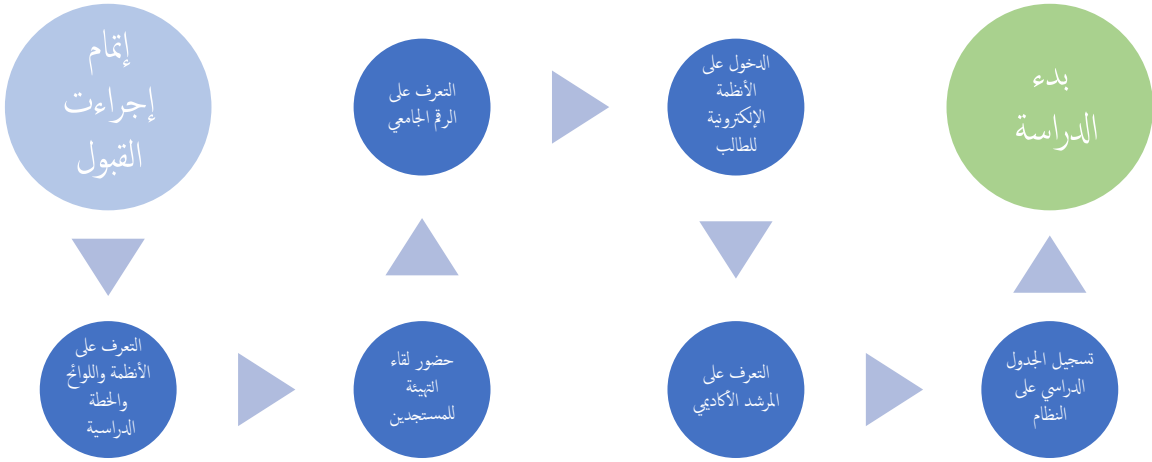 إتمام
إجراءت
القبول
التعرف على
الأنظمة واللوائح
والخطة
الدراسية
حضور لقاء
التهيئة
للمستجدين
التعرف على
الرقم الجامعي
الدخول على
الأنظمة
الإلكترونية
للطالب
التعرف على
المرشد الأكاديمي
تسجيل الجدول
الدراسي على
النظام
بدء
الدراسة